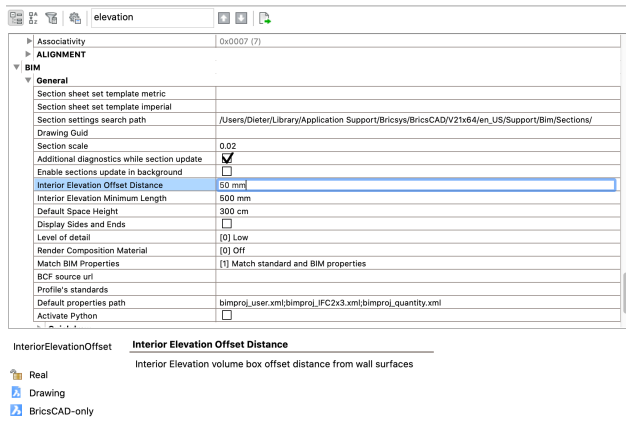 elevation
Associativity 0x0007 (7)
ALIGNMENT
BIM
General
Section sheet set template metric
Section sheet set template imperial
Section settings search path /Users/Dieter/Library/Application Support/Bricsys/BricsCAD/V21x64/en_US/Support/Bim/Sections/
Drawing Guid
Section scale 0.02
Additional diagnostics while section update
Enable sections update in background
Interior Elevation Offset Distance 50 mm
Interior Elevation Minimum Length 500 mm
Default Space Height 300 cm
Display Sides and Ends
Level of detail [0] Low
Render Composition Material [0] Off
Match BIM Properties [1] Match standard and BIM properties
BCF source url
Profile's standards
Default properties path bimproj_user.xml;bimproj_IFC2x3.xml;bimproj_quantity.xml
Activate Python
InteriorElevationOffset Interior Elevation Offset Distance
Interior Elevation volume box offset distance from wall surfaces
Real
Drawing
BricsCAD-only